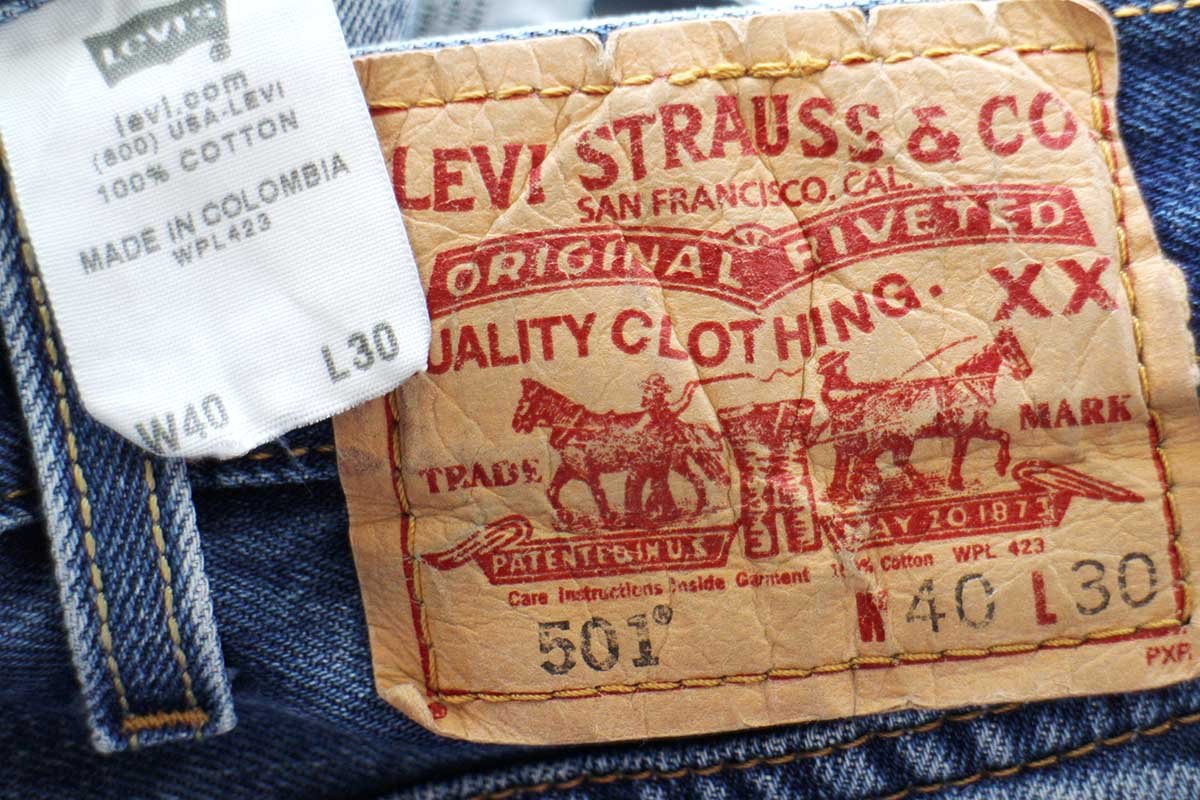 Levi's®
levi.com
(800) USA-LEVI
100% COTTON
MADE IN COLOMBIA
WPL423
L30
W40
LEVI STRAUSS & CO
SAN FRANCISCO, CAL.
ORIGINAL RIVETED
UALITY CLOTHING. XX
TRADE MARK
PATENTED IN U.S. MAY 20 1873
Care Instructions Inside Garment 100% Cotton WPL 423
501® W 40 L 30
PXP.